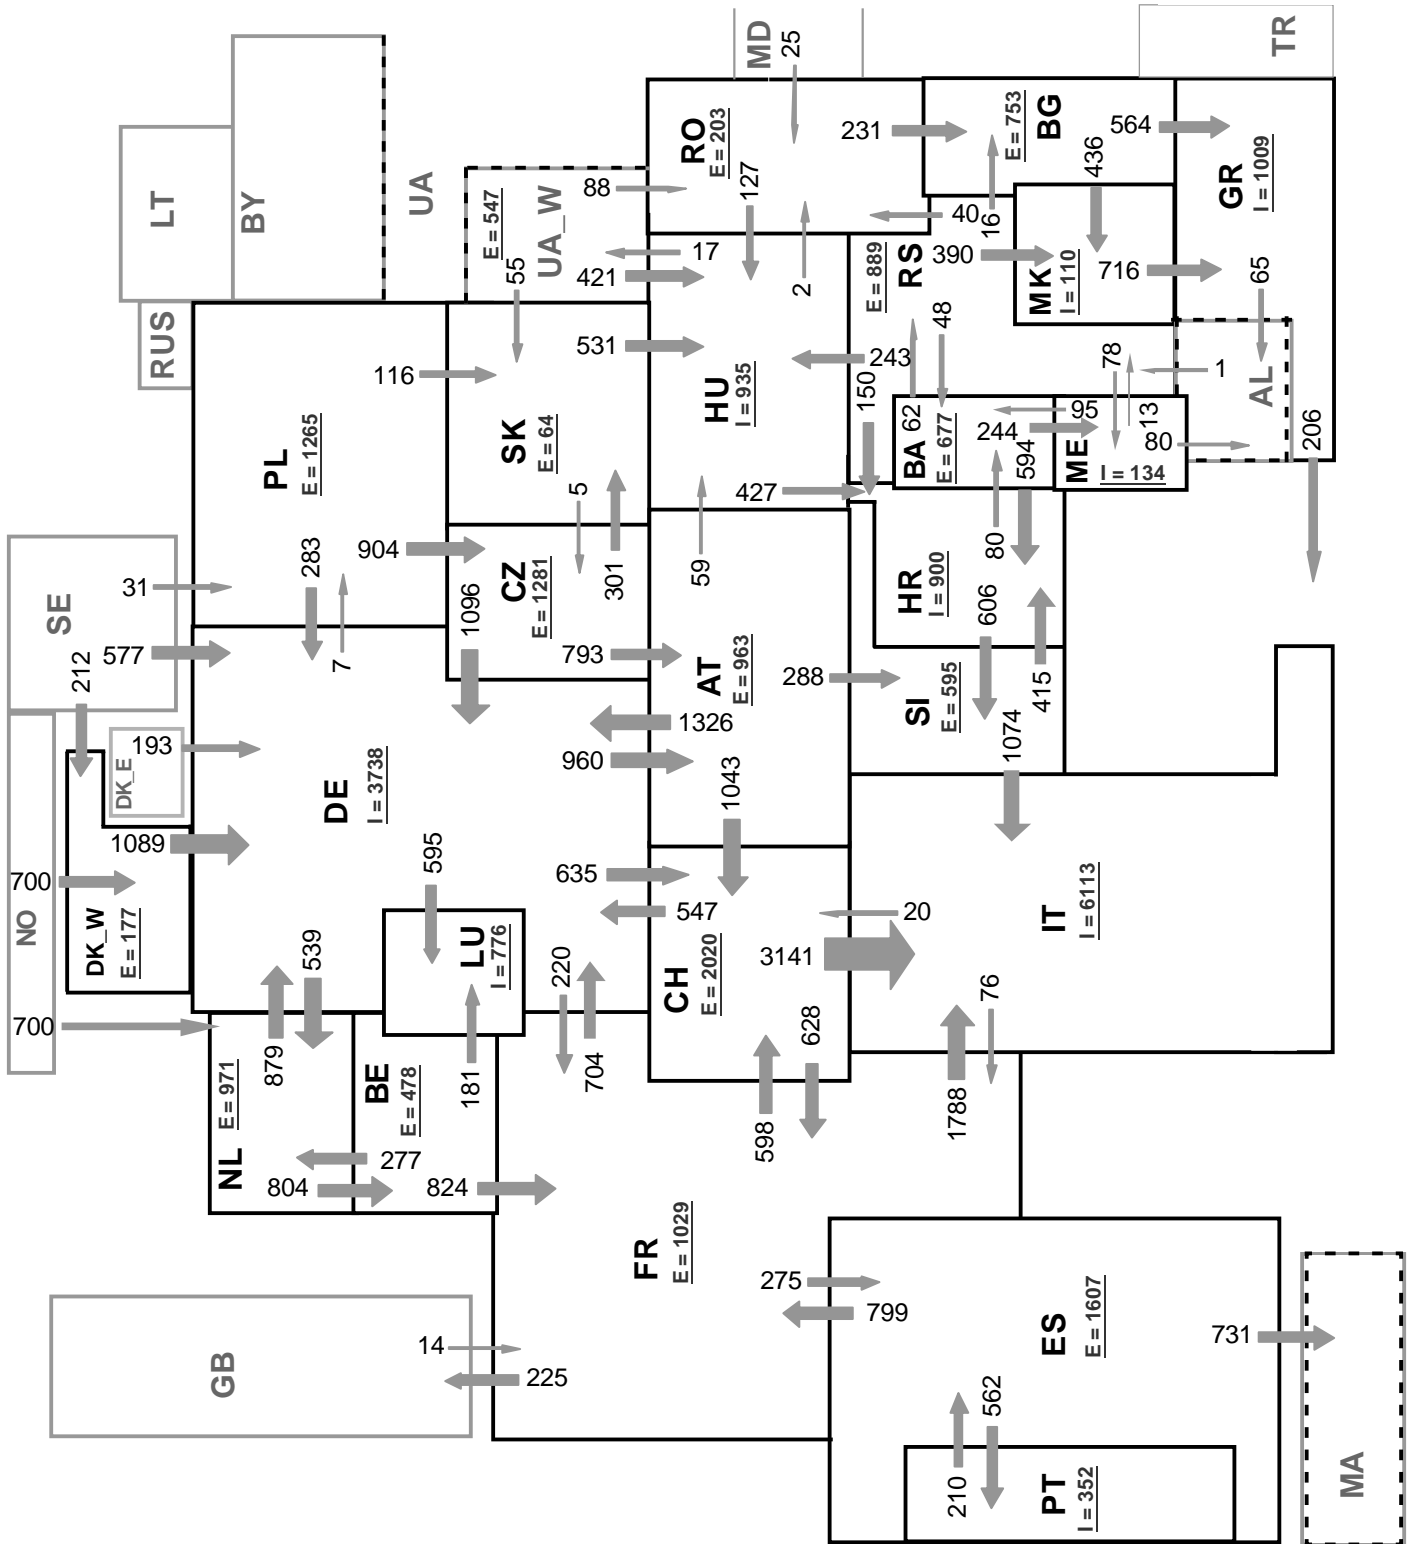 MD
25
TR
LT
BY
UA
RUS
UA_W
E = 547
55
88
17
421
RO
E = 203
127
231
BG
E = 753
436
564
GR
I = 1009
65
40
16
2
RS
E = 889
390
MK
I = 110
716
48
243
150
62
BA
E = 677
78
1
13
95
244
594
80
ME
I = 134
AL
206
PL
E = 1265
116
531
SK
E = 64
HU
I = 935
427
5
301
59
904
283
7
CZ
E = 1281
1096
793
80
HR
I = 900
606
415
SE
31
577
212
AT
E = 963
288
SI
E = 595
1074
1326
960
1043
193
DK_E
DE
I = 3738
1089
700
NO
DK_W
E = 177
700
595
LU
I = 776
635
547
CH
E = 2020
20
3141
IT
I = 6113
76
1788
539
879
220
704
628
598
NL
E = 971
BE
E = 478
181
277
804
824
FR
E = 1029
275
799
ES
E = 1607
731
MA
GB
14
225
562
210
PT
I = 352